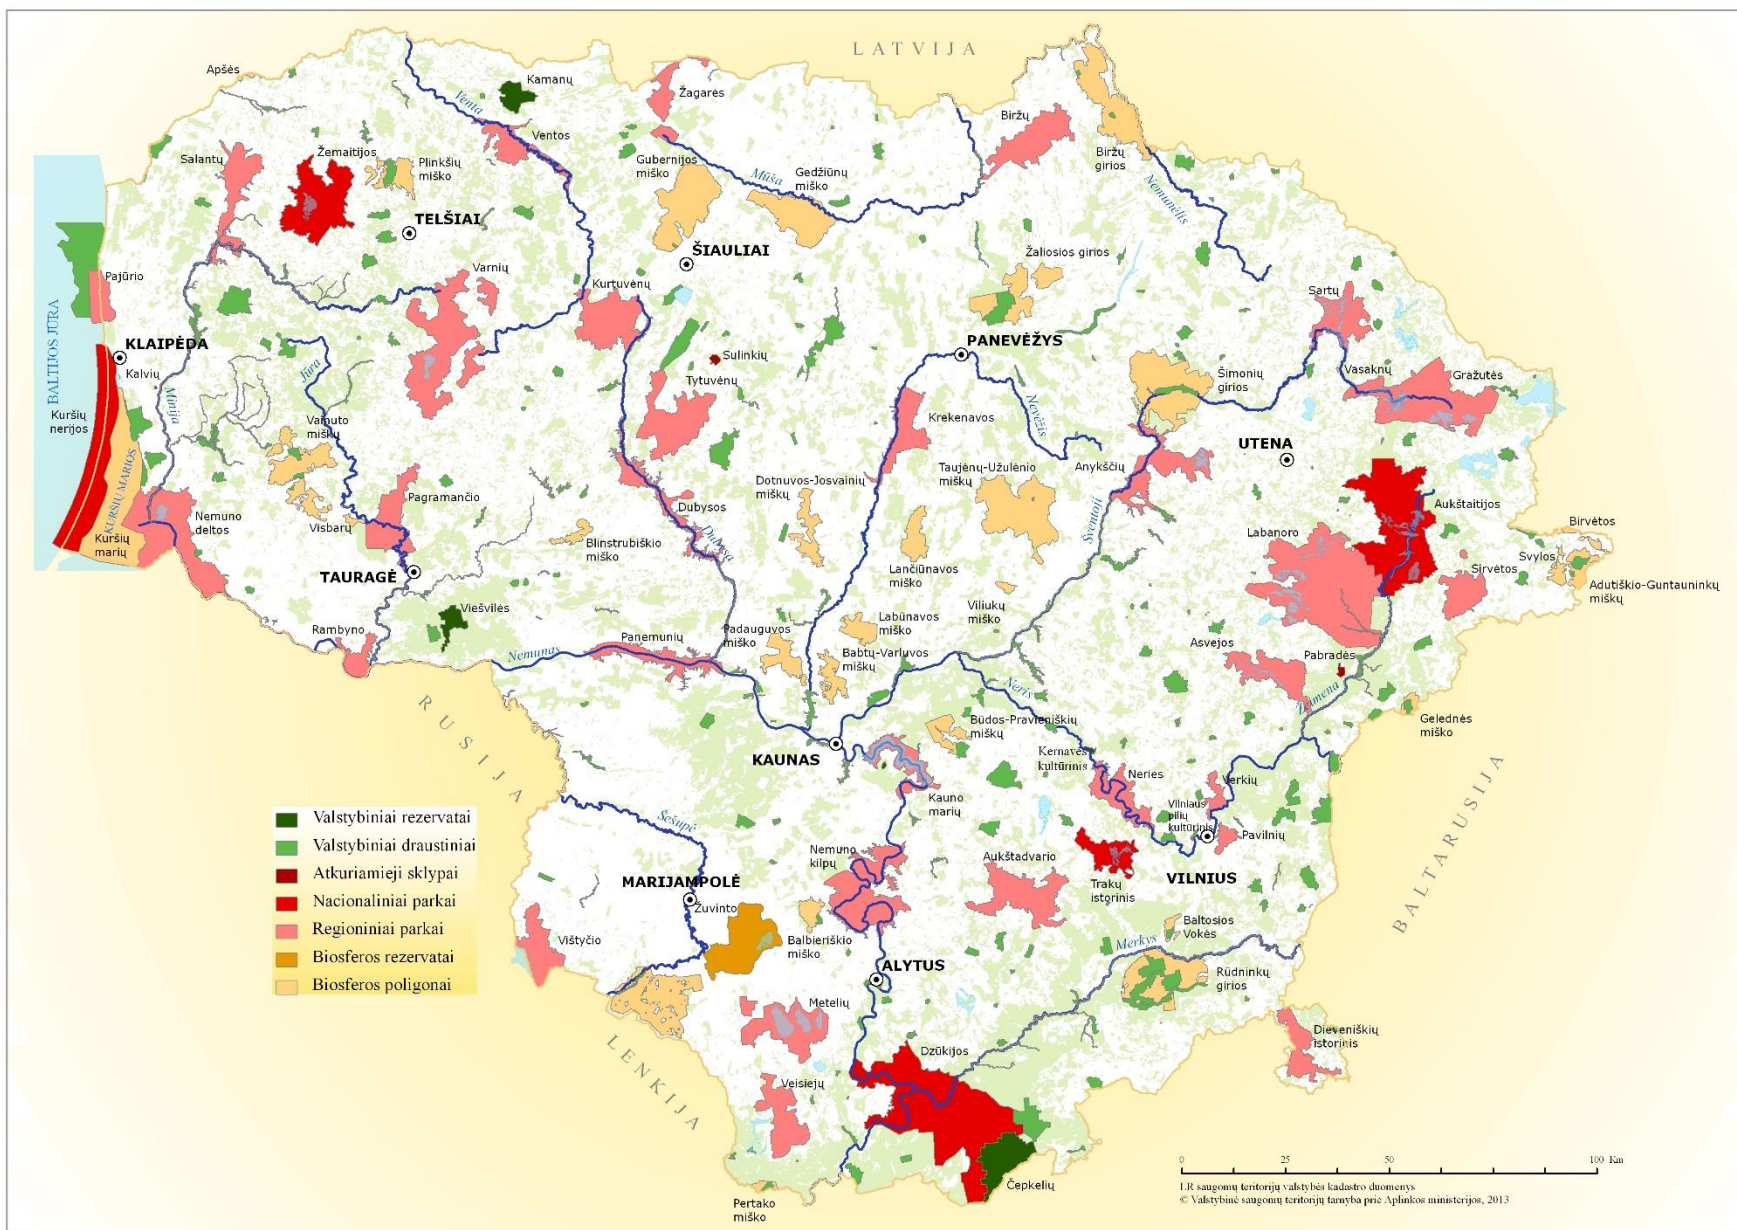 LATVIJA
Apšės
Kamanų
Žagarės
Venta
Ventos
Biržų
Biržų girios
Salantų
Žemaitijos
Plinkšių
miško
Gubernijos
miško
Mūša
Gedžiūnų
miško
Nemunėlis
TELŠIAI
ŠIAULIAI
Žaliosios girios
Pajūrio
Varnių
Kurtuvėnų
Sartų
BALTIJOS JŪRA
KLAIPĖDA
Kalvių
Minija
Jūra
Sulinkių
Tytuvėnų
PANEVĖŽYS
Šimonių
girios
Vasaknų
Gražutės
Kuršių
nerijos
Vainuto
miškų
Krekenavos
Nevėžis
UTENA
KURŠIŲ MARIOS
Pagramančio
Dotnuvos-Josvainių
miškų
Taujėnų-Užulėnio
miškų
Anykščių
Nemuno
deltos
Visbarų
Dubysos
Dubysa
Šventoji
Aukštaitijos
Kuršių
marių
Blinstrubiškio
miško
Labanoro
Birvėtos
Svylos
TAURAGĖ
Lančiūnavos
miško
Sirvėtos
Adutiškio-Guntauninkų
miškų
Viešvilės
Viliukų
miško
Rambyno
Nemunas
Panemunių
Padauguvos
miško
Labūnavos
miško
Babtų-Varluvos
miškų
Asvejos
Pabradės
Neris
Žeimena
RUSIJA
Būdos-Pravieniškių
miškų
Gelednės
miško
KAUNAS
Kernavės
kultūrinis
Neries
Verkių
Kauno
marių
Vilniaus
pilių
kultūrinis
Pavilnių
Šešupė
BALTARUSIJA
Valstybiniai rezervatai
Valstybiniai draustiniai
Atkuriamieji sklypai
Nacionaliniai parkai
Regioniniai parkai
Biosferos rezervatai
Biosferos poligonai
Nemuno
kilpų
Aukštadvario
Trakų
istorinis
VILNIUS
MARIJAMPOLĖ
Žuvinto
Vištyčio
Balbieriškio
miško
Baltosios
Vokės
Merkys
ALYTUS
Rūdninkų
girios
Metelių
LENKIJA
Dzūkijos
Dieveniškių
istorinis
Veisiejų
Čepkelių
Pertako
miško
0 25 50 100 Km
LR saugomų teritorijų valstybės kadastro duomenys
© Valstybinė saugomų teritorijų tarnyba prie Aplinkos ministerijos, 2013